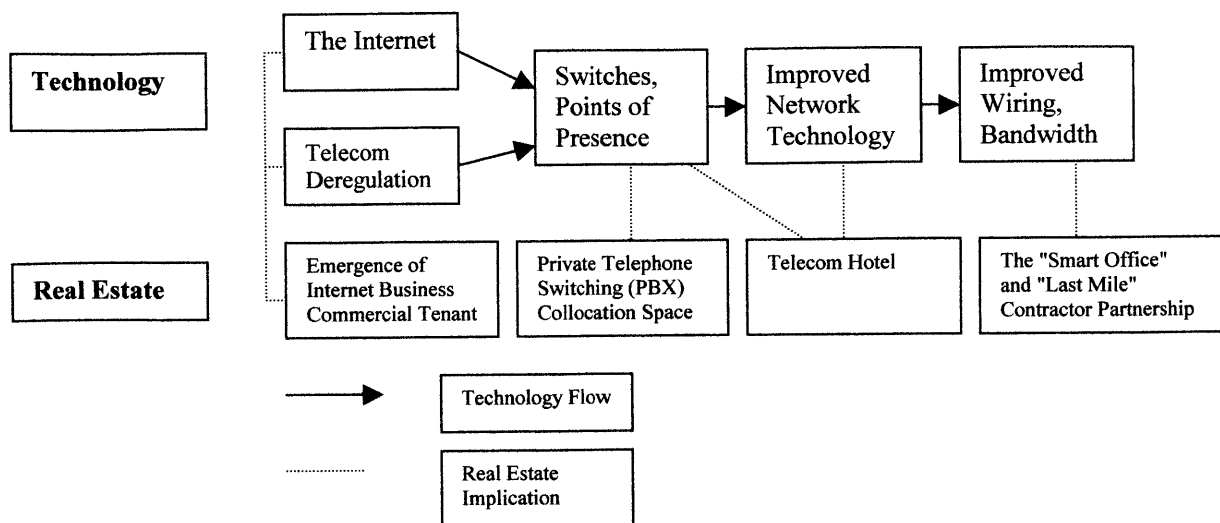 Technology
The Internet
Telecom
Deregulation
Switches,
Points of
Presence
Improved
Network
Technology
Improved
Wiring,
Bandwidth
Real Estate
Emergence of
Internet Business
Commercial Tenant
Private Telephone
Switching (PBX)
Collocation Space
Telecom Hotel
The "Smart Office"
and "Last Mile"
Contractor Partnership
Technology Flow
Real Estate
Implication